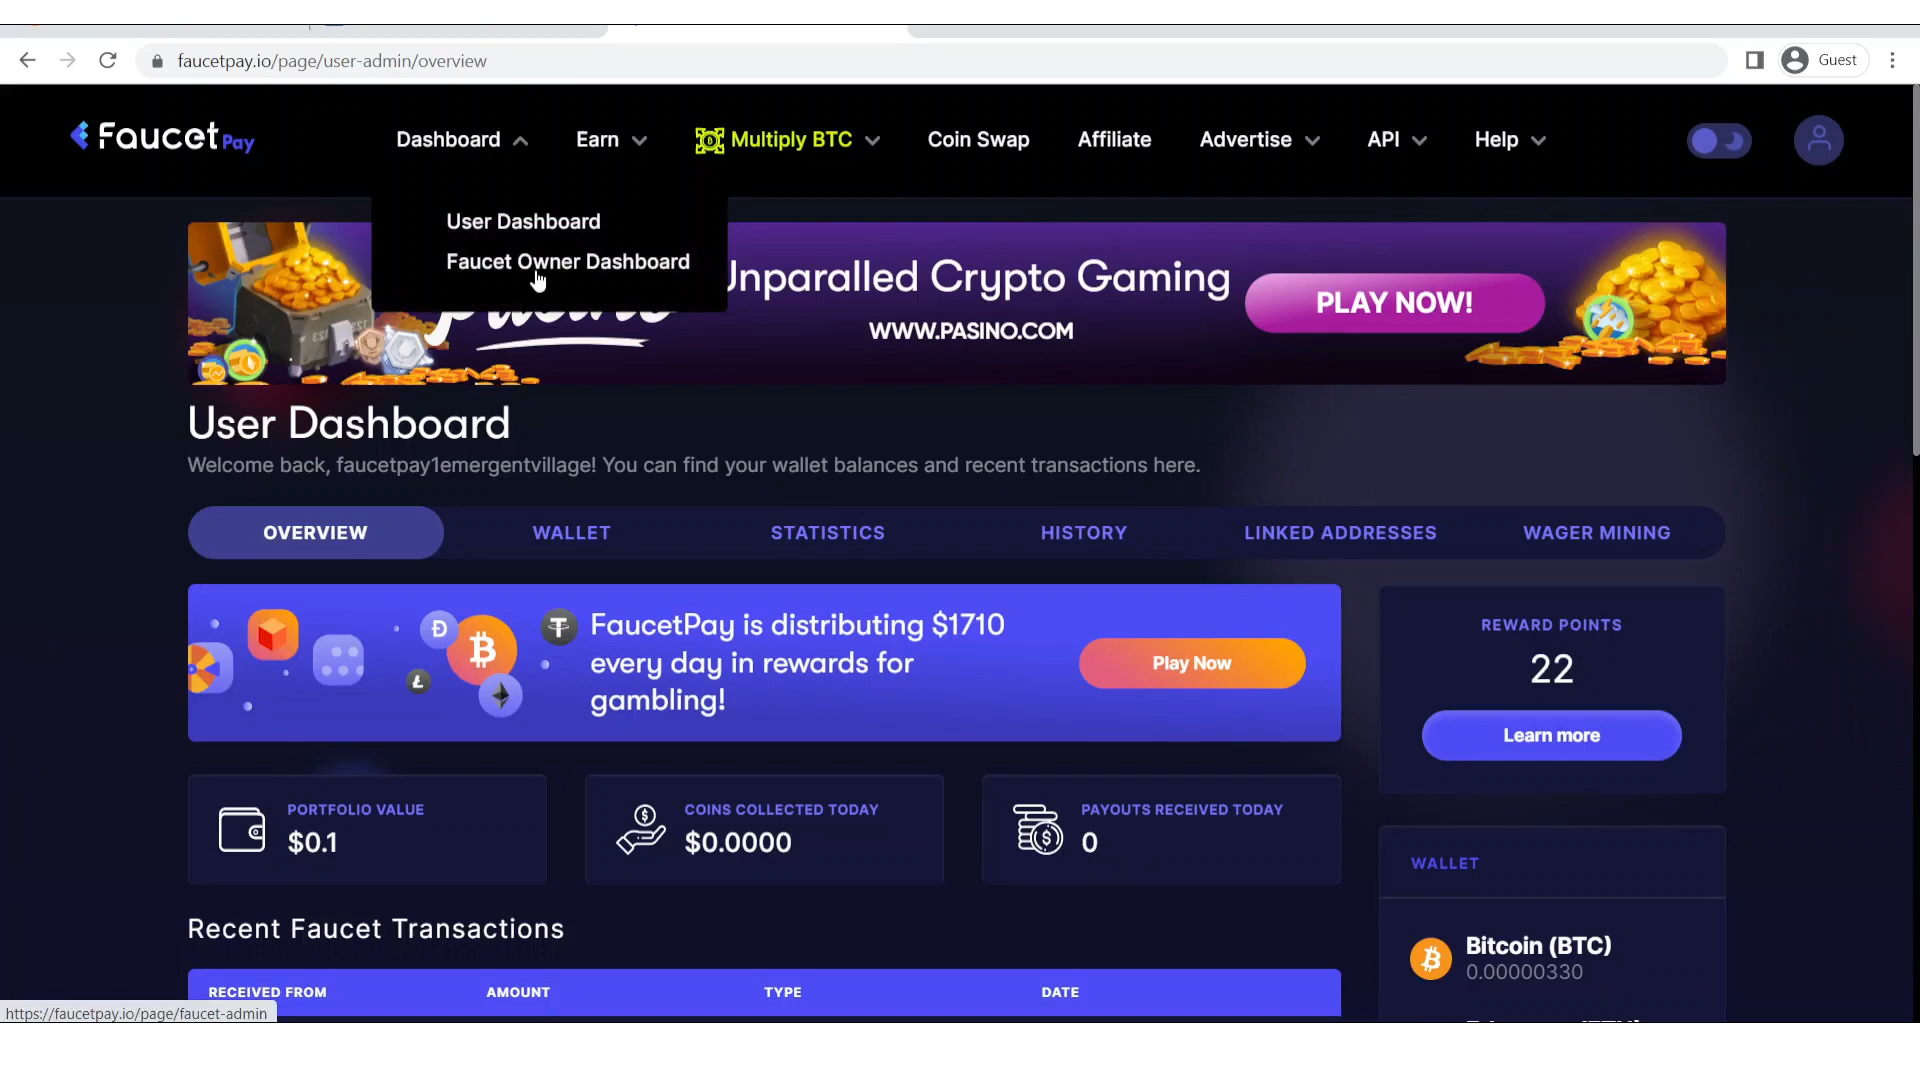 faucetpay.io/page/user-admin/overview
Guest
FaucetPay
Dashboard
Earn
Multiply BTC
Coin Swap
Affiliate
Advertise
API
Help
User Dashboard
Faucet Owner Dashboard
Unparalled Crypto Gaming
WWW.PASINO.COM
PLAY NOW!
User Dashboard
Welcome back, faucetpay1emergentvillage! You can find your wallet balances and recent transactions here.
OVERVIEW
WALLET
STATISTICS
HISTORY
LINKED ADDRESSES
WAGER MINING
FaucetPay is distributing $1710
every day in rewards for
gambling!
Play Now
REWARD POINTS
22
Learn more
PORTFOLIO VALUE
$0.1
COINS COLLECTED TODAY
$0.0000
PAYOUTS RECEIVED TODAY
0
WALLET
Bitcoin (BTC)
0.00000330
Recent Faucet Transactions
RECEIVED FROM
AMOUNT
TYPE
DATE
https://faucetpay.io/page/faucet-admin